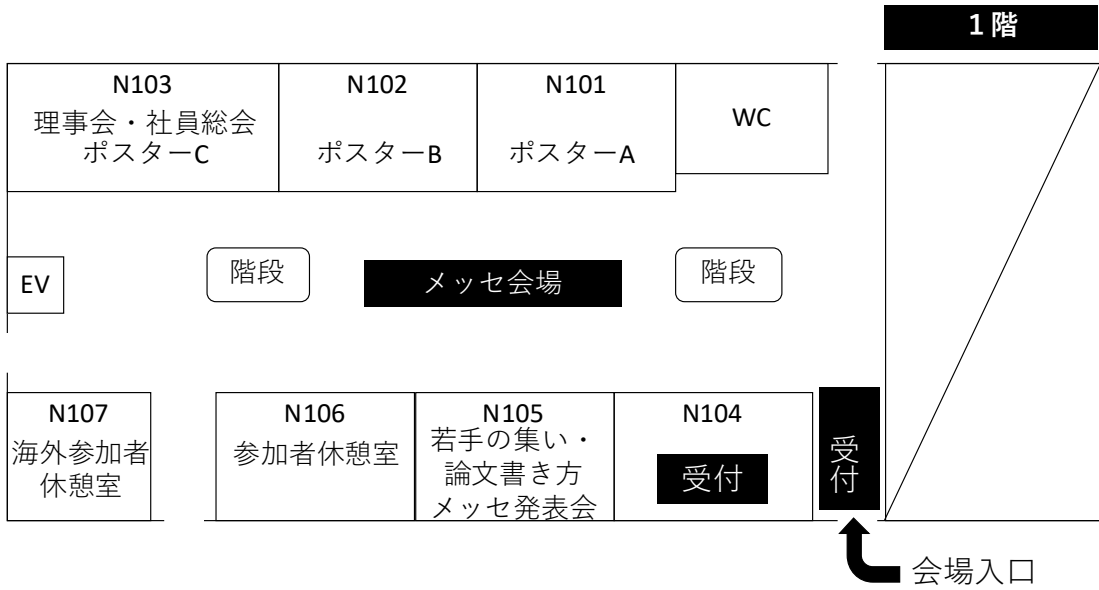 1階
N103
理事会・社員総会
ポスターC
N102
ポスターB
N101
ポスターA
WC
EV
階段
メッセ会場
階段
N107
海外参加者
休憩室
N106
参加者休憩室
N105
若手の集い・
論文書き方
メッセ発表会
N104
受付
受付
会場入口